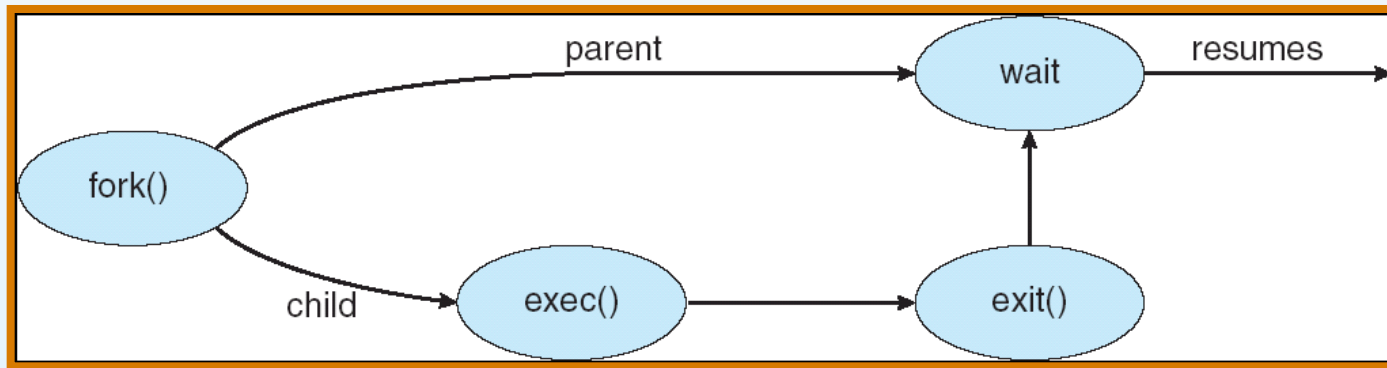 parent
wait
resumes
fork()
child
exec()
exit()